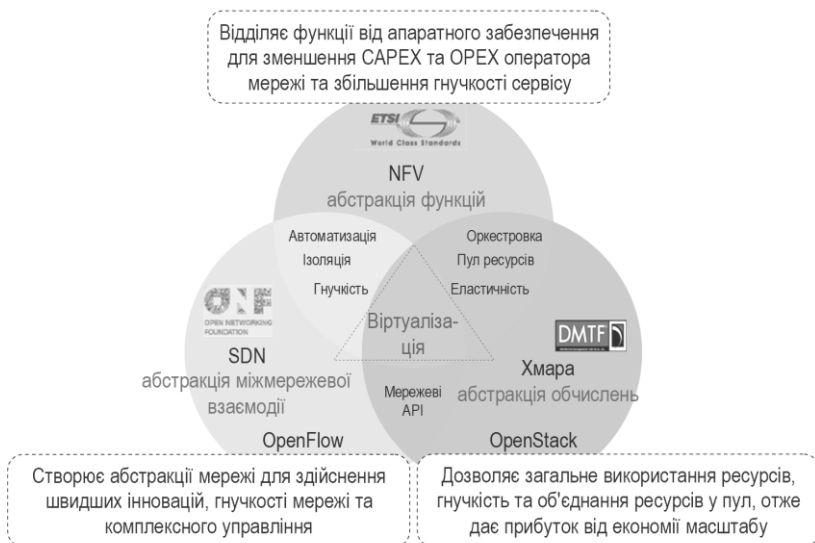 Відділяє функції від апаратного забезпечення
для зменшення CAPEX та OPEX оператора
мережі та збільшення гнучкості сервісу
ETSI
World Class Standards
NFV
абстракція функцій
Автоматизація
Ізоляція
Гнучкість
Оркестровка
Пул ресурсів
Еластичність
Віртуаліза-
ція
ONF
OPEN NETWORKING
FOUNDATION
SDN
абстракція міжмережевої
взаємодії
OpenFlow
DMTF
Хмара
абстракція обчислень
OpenStack
Мережеві
API
Створює абстракції мережі для здійснення
швидших інновацій, гнучкості мережі та
комплексного управління
Дозволяє загальне використання ресурсів,
гнучкість та об'єднання ресурсів у пул, отже
дає прибуток від економії масштабу